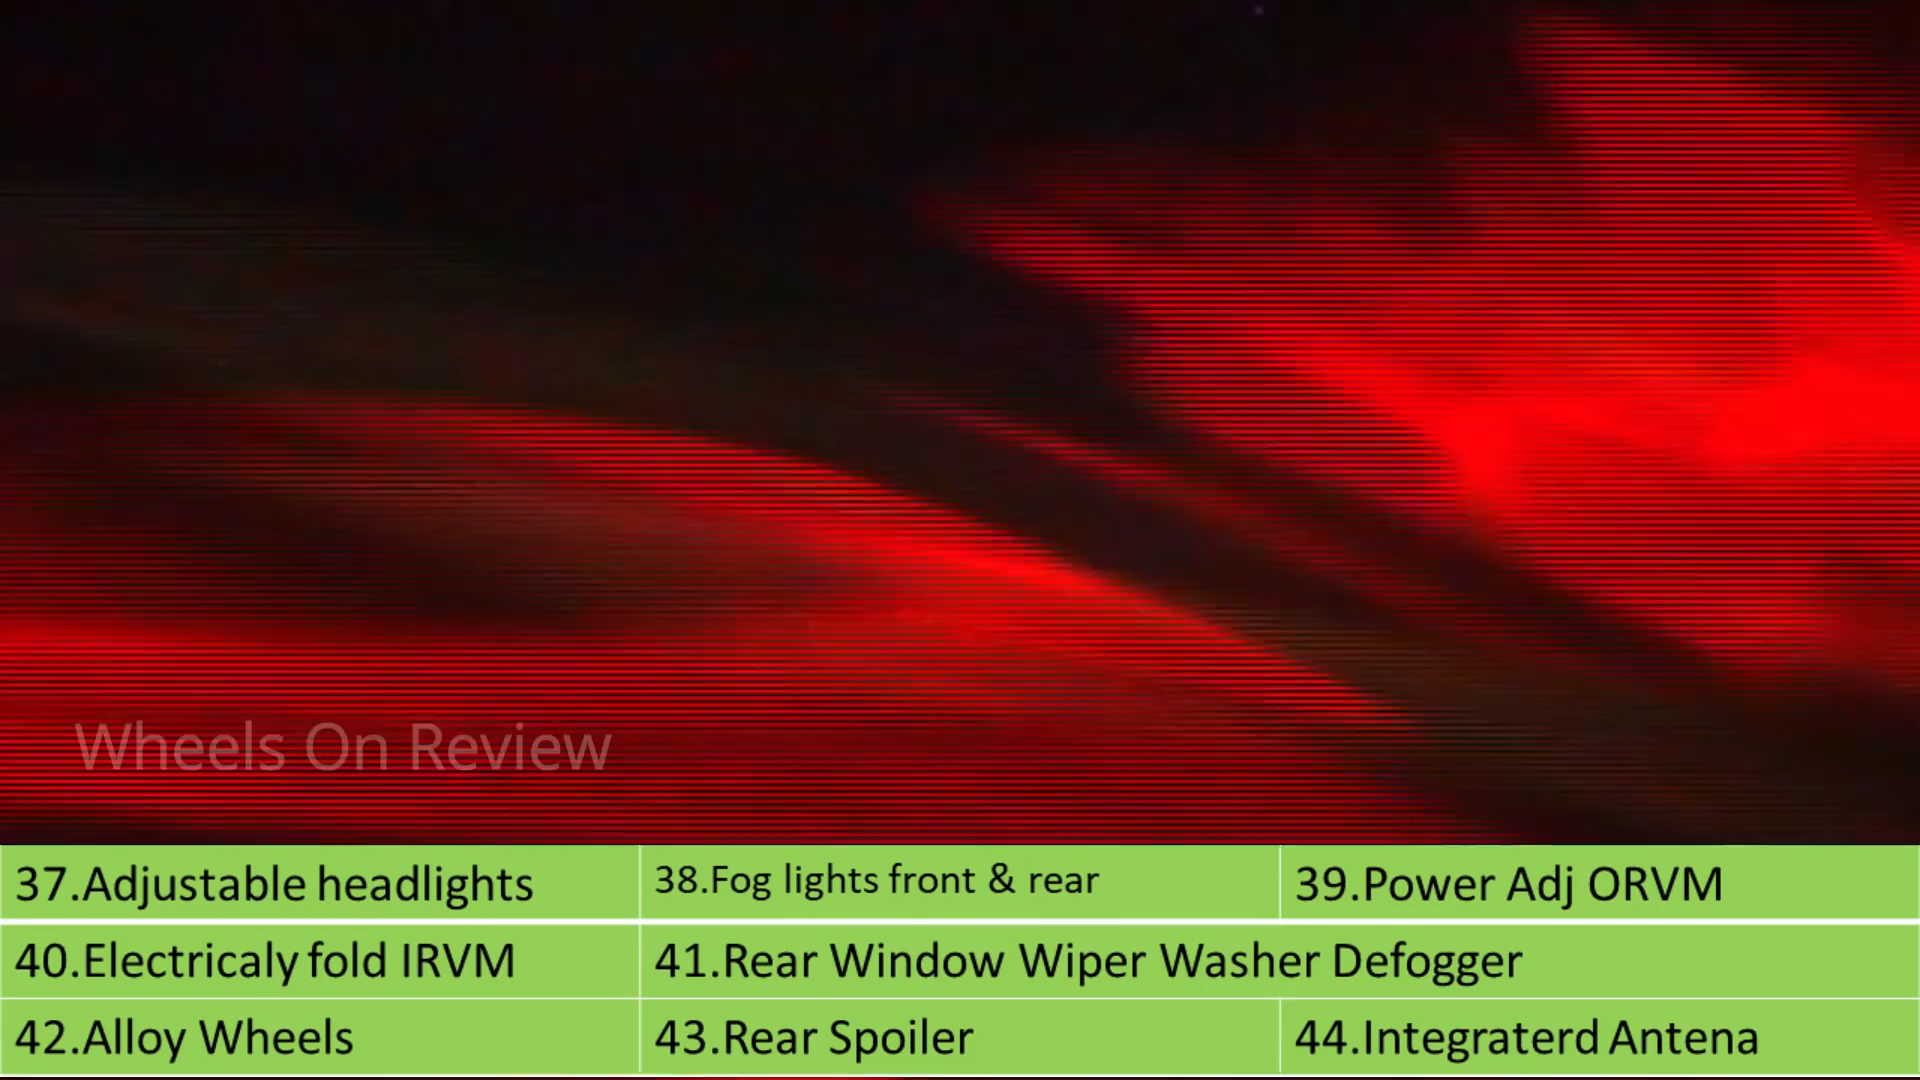 Wheels On Review
37.Adjustable headlights
38.Fog lights front & rear
39.Power Adj ORVM
40.Electricaly fold IRVM
41.Rear Window Wiper Washer Defogger
42.Alloy Wheels
43.Rear Spoiler
44.Integraterd Antena